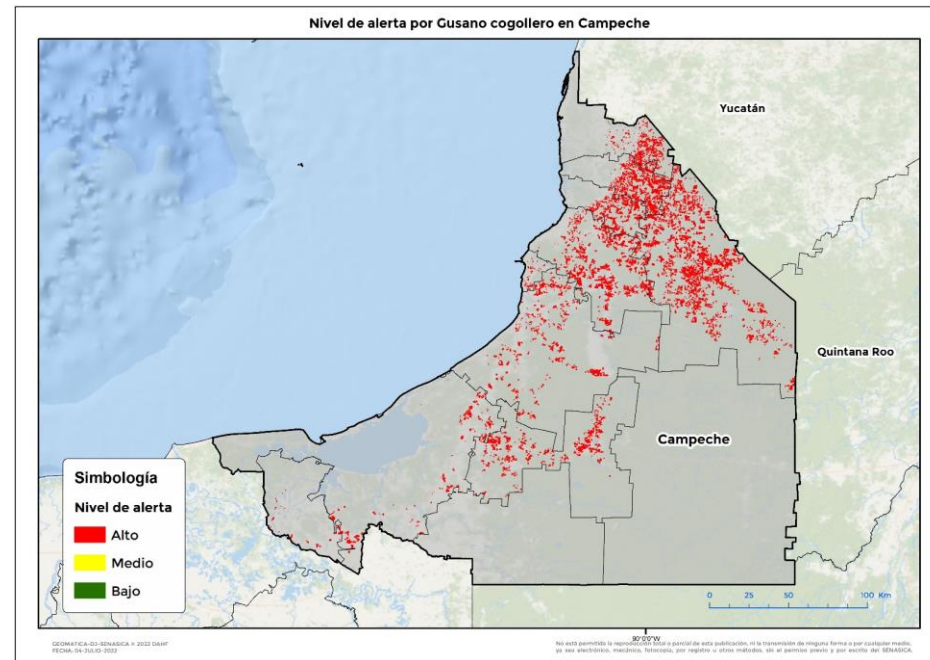 Nivel de alerta por Gusano cogollero en Campeche
Yucatán
Quintana Roo
Campeche
Simbología
Nivel de alerta
Alto
Medio
Bajo
0 25 50 100 Km
90°0'0"W
GEOMATICA-DJ-SENASICA © 2022 DAHF
FECHA: 04-JULIO-2022
No está permitida la reproducción total o parcial de esta publicación, ni la transmisión de ninguna forma o por cualquier medio,
ya sea electrónico, mecánico, fotocopia, por registro u otros métodos, sin el permiso previo y por escrito del SENASICA.